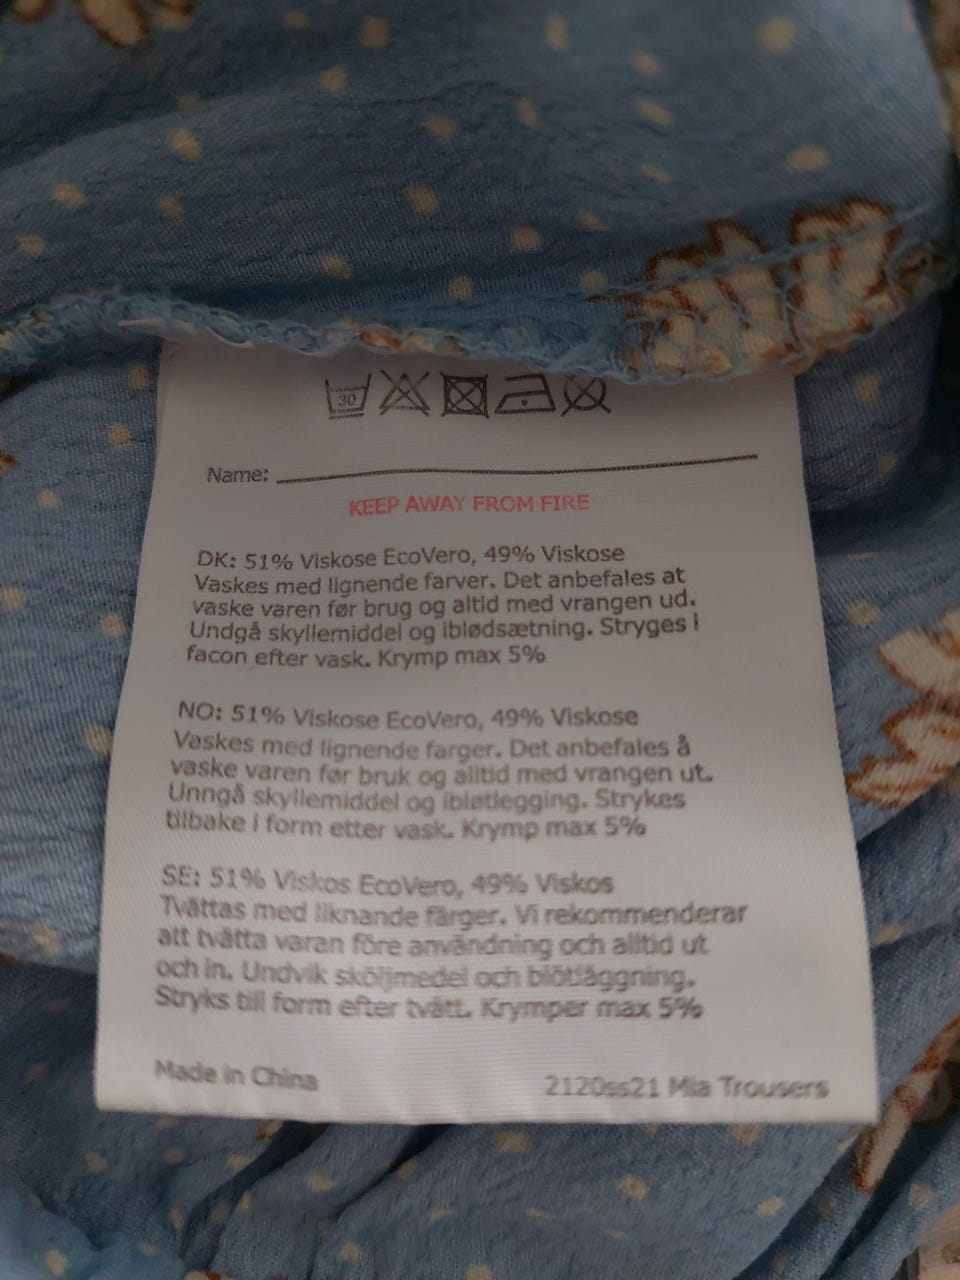 30
Name:
KEEP AWAY FROM FIRE
DK: 51% Viskose EcoVero, 49% Viskose
Vaskes med lignende farver. Det anbefales at
vaske varen før brug og altid med vrangen ud.
Undgå skyllemiddel og iblødsætning. Stryges i
facon efter vask. Krymp max 5%
NO: 51% Viskose EcoVero, 49% Viskose
Vaskes med lignende farger. Det anbefales å
vaske varen før bruk og alltid med vrangen ut.
Unngå skyllemiddel og ibløtlegging. Strykes
tilbake i form etter vask. Krymp max 5%
SE: 51% Viskos EcoVero, 49% Viskos
Tvättas med liknande färger. Vi rekommenderar
att tvätta varan före användning och alltid ut
och in. Undvik sköljmedel och blötläggning.
Stryks till form efter tvätt. Krymper max 5%
Made in China
2120ss21 Mia Trousers